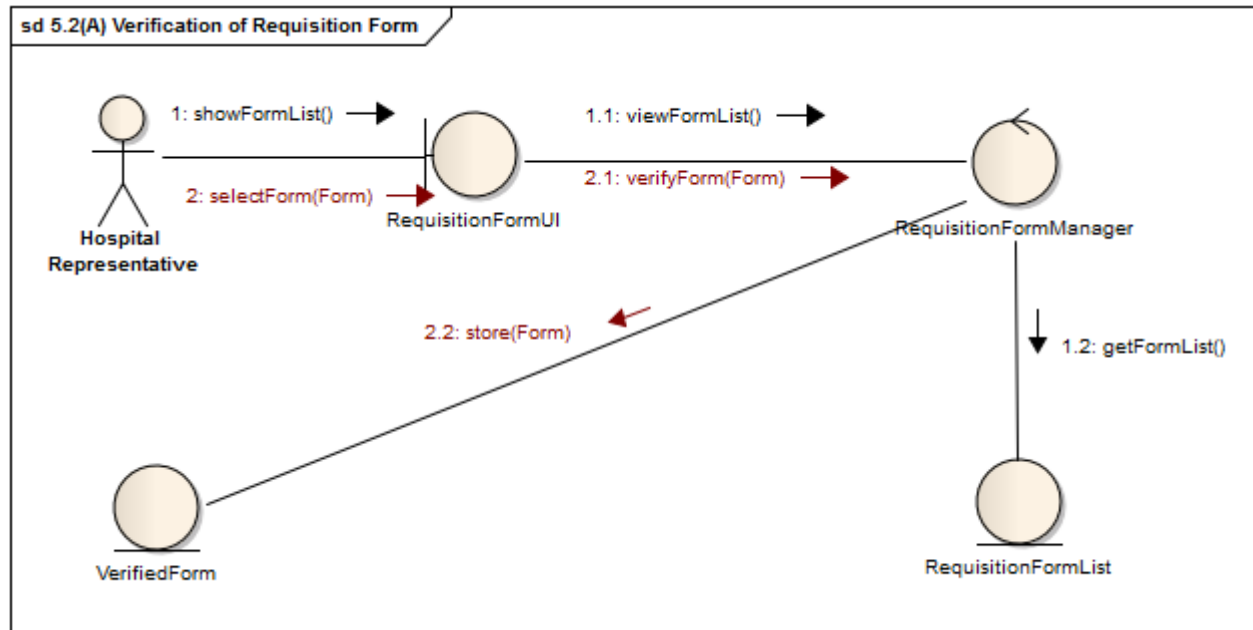 sd 5.2(A) Verification of Requisition Form
1: showFormList()
1.1: viewFormList()
2: selectForm(Form)
2.1: verifyForm(Form)
RequisitionFormUI
RequisitionFormManager
Hospital
Representative
2.2: store(Form)
1.2: getFormList()
VerifiedForm
RequisitionFormList